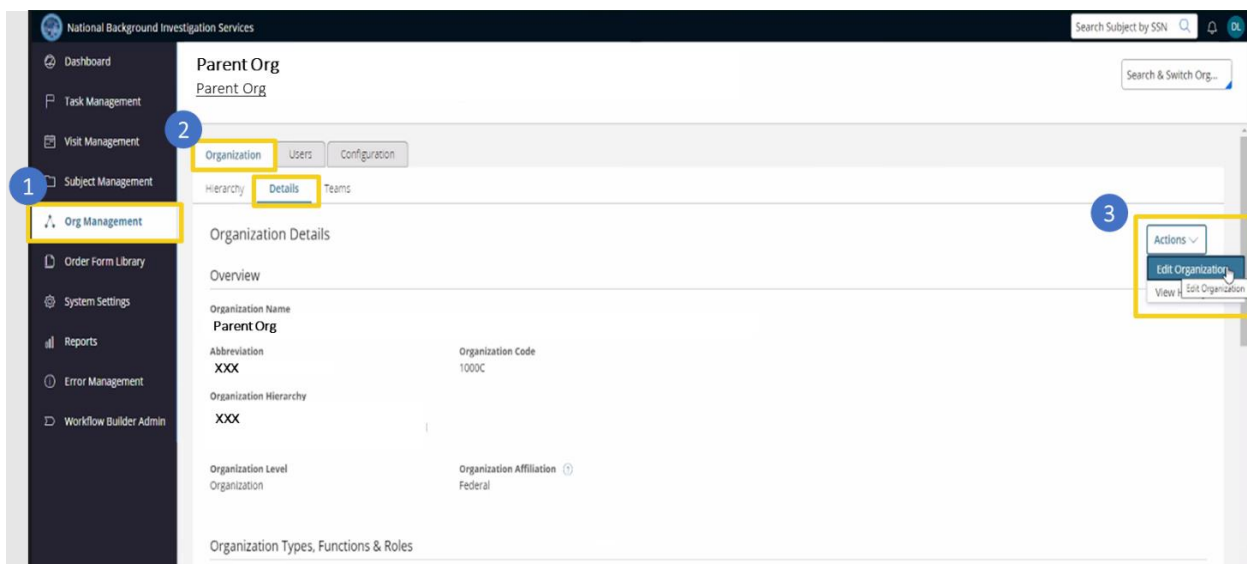 National Background Investigation Services
Search Subject by SSN
DL
Dashboard
Task Management
Visit Management
Subject Management
Org Management
Order Form Library
System Settings
Reports
Error Management
Workflow Builder Admin
Parent Org
Parent Org
Search & Switch Org...
1
2
3
Organization Users Configuration
Hierarchy Details Teams
Organization Details
Actions
Edit Organization
Edit Organization
View
Overview
Organization Name
Parent Org
Abbreviation Organization Code
XXX 1000C
Organization Hierarchy
XXX
Organization Level Organization Affiliation ?
Organization Federal
Organization Types, Functions & Roles